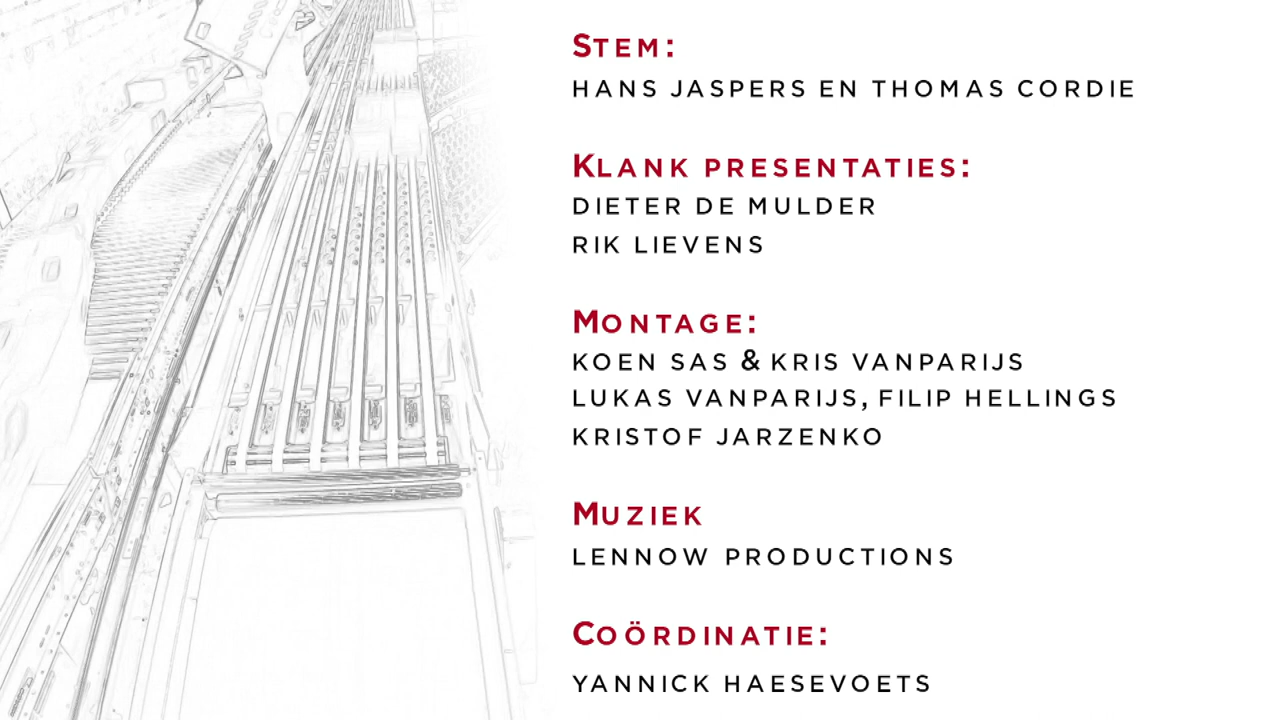 STEM:
HANS JASPERS EN THOMAS CORDIE
KLANK PRESENTATIES:
DIETER DE MULDER
RIK LIEVENS
MONTAGE:
KOEN SAS & KRIS VANPARIJS
LUKAS VANPARIJS, FILIP HELLINGS
KRISTOF JARZENKO
MUZIEK
LENNOW PRODUCTIONS
COÖRDINATIE:
YANNICK HAESEVOETS